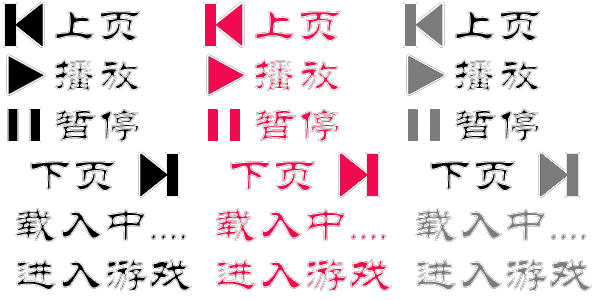 上页 上页 上页
播放 播放 播放
暂停 暂停 暂停
下页 下页 下页
载入中.... 载入中.... 载入中....
进入游戏 进入游戏 进入游戏